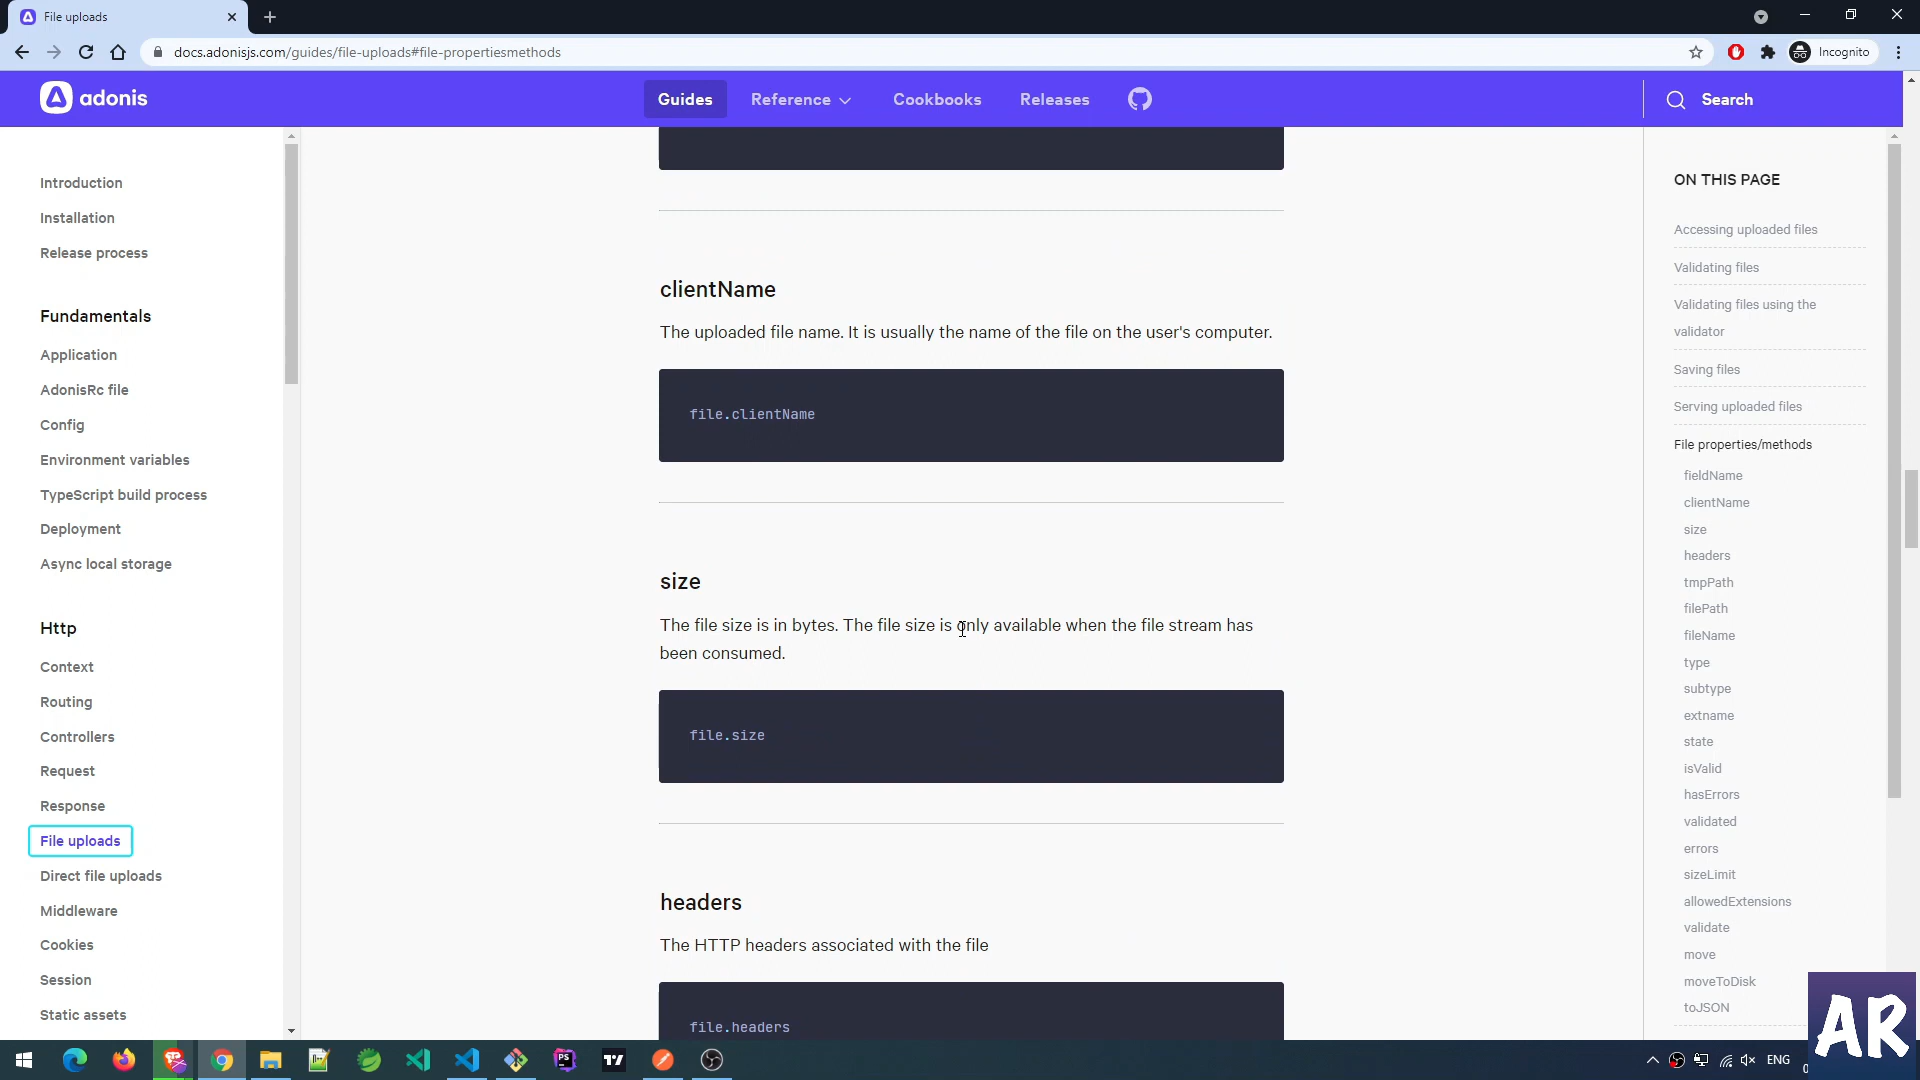 File uploads
docs.adonisjs.com/guides/file-uploads#file-propertiesmethods
Incognito
adonis
Guides
Reference
Cookbooks
Releases
Search
Introduction
Installation
Release process
Fundamentals
Application
AdonisRc file
Config
Environment variables
TypeScript build process
Deployment
Async local storage
Http
Context
Routing
Controllers
Request
Response
File uploads
Direct file uploads
Middleware
Cookies
Session
Static assets
clientName
The uploaded file name. It is usually the name of the file on the user's computer.
file.clientName
size
The file size is in bytes. The file size is only available when the file stream has
been consumed.
file.size
headers
The HTTP headers associated with the file
file.headers
ON THIS PAGE
Accessing uploaded files
Validating files
Validating files using the
validator
Saving files
Serving uploaded files
File properties/methods
fieldName
clientName
size
headers
tmpPath
filePath
fileName
type
subtype
extname
state
isValid
hasErrors
validated
errors
sizeLimit
allowedExtensions
validate
move
moveToDisk
toJSON
PS
ENG
AR